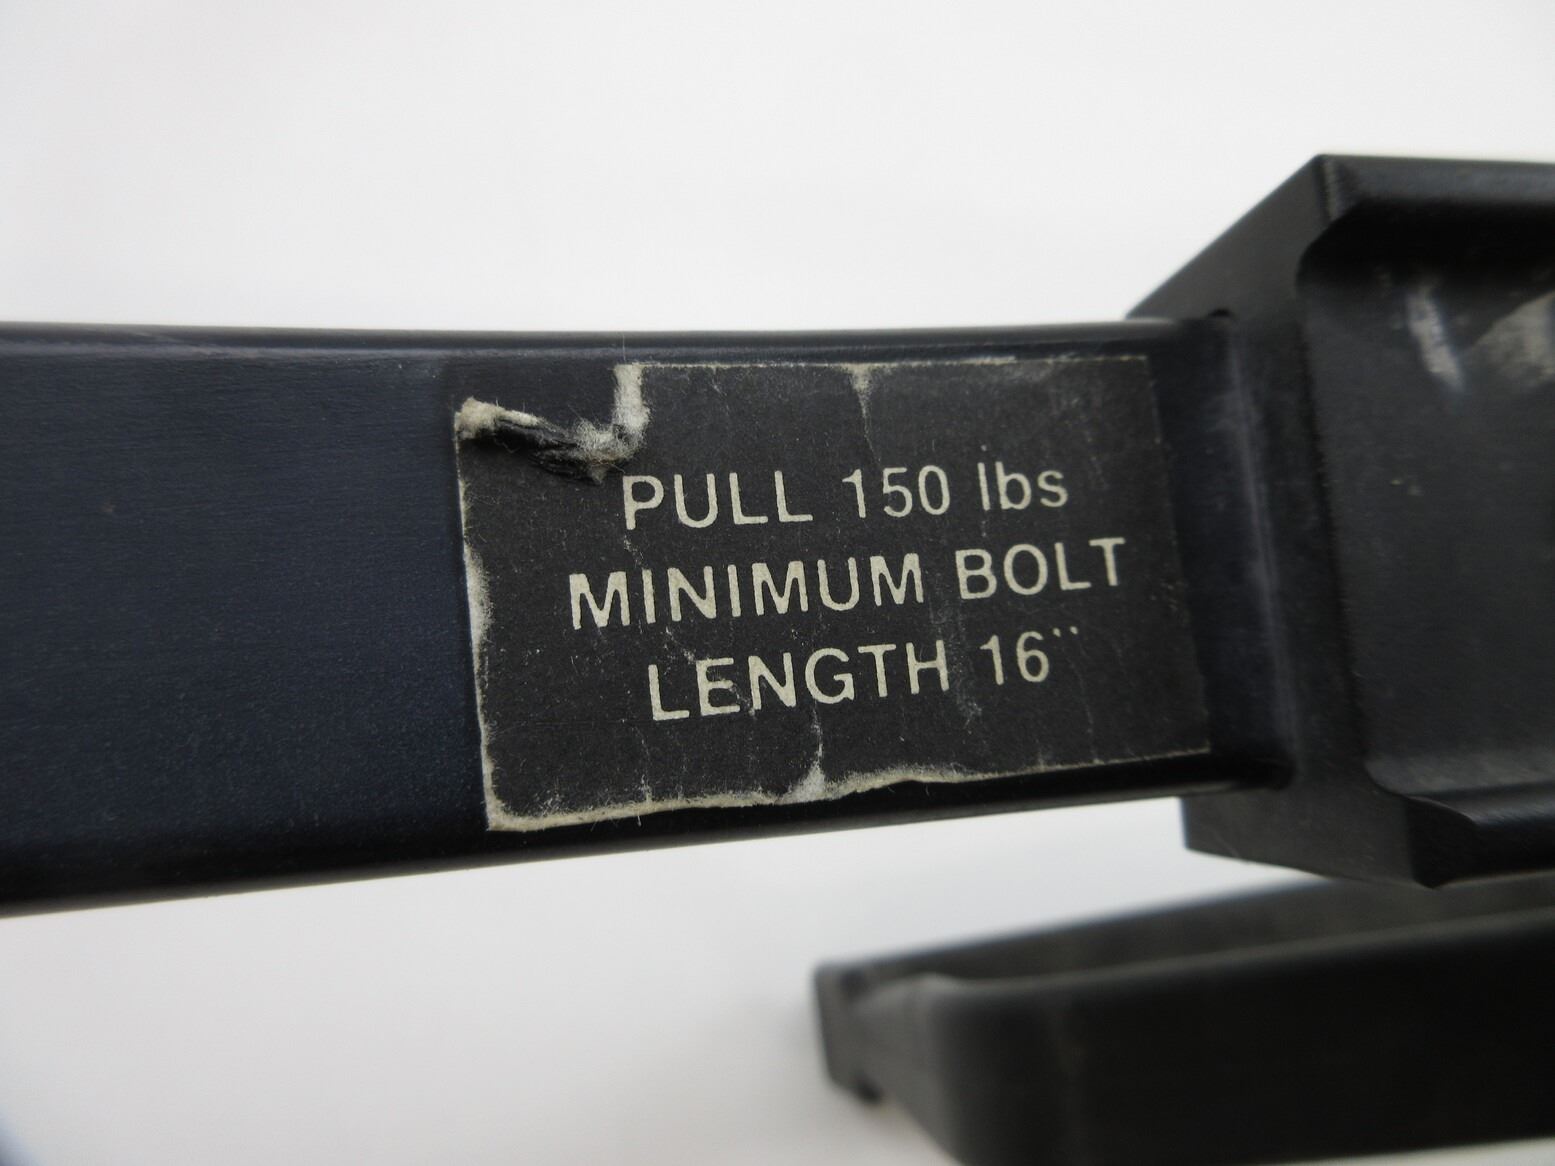 PULL 150 lbs
MINIMUM BOLT
LENGTH 16"